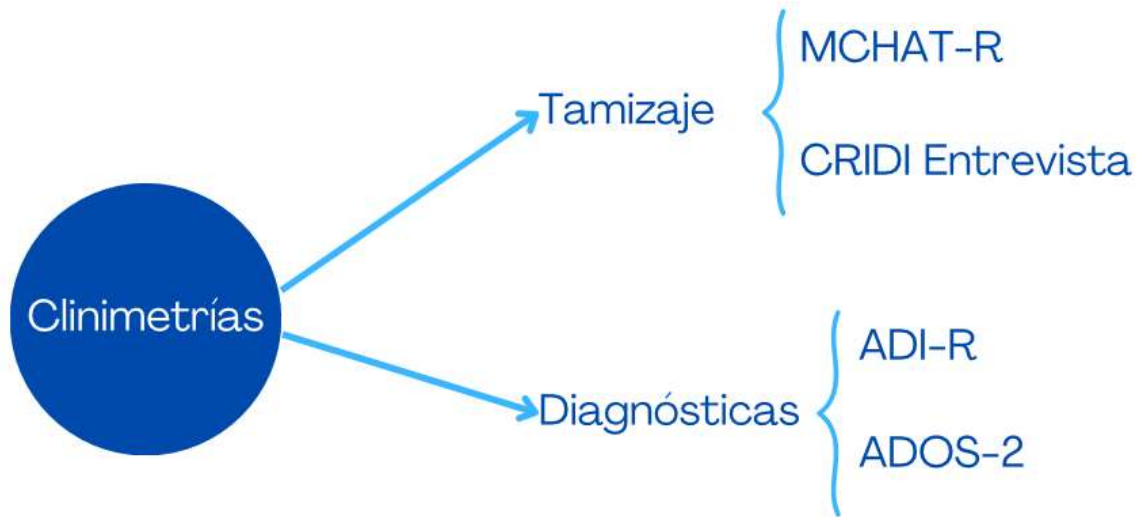 Clinimetrías
Tamizaje
MCHAT-R
CRIDI Entrevista
Diagnósticas
ADI-R
ADOS-2